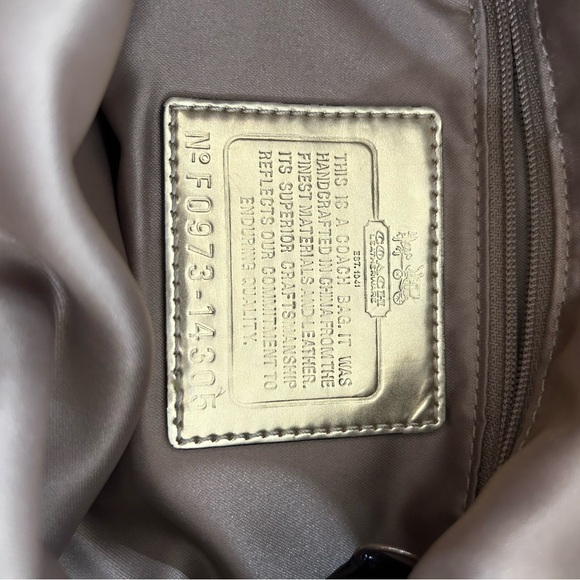 EST. 1941
COACH
LEATHERWARE
THIS IS A COACH BAG. IT WAS
HANDCRAFTED IN CHINA FROM THE
FINEST MATERIALS AND LEATHER.
ITS SUPERIOR CRAFTSMANSHIP
REFLECTS OUR COMMITMENT TO
ENDURING QUALITY.
Nº F0973-14305